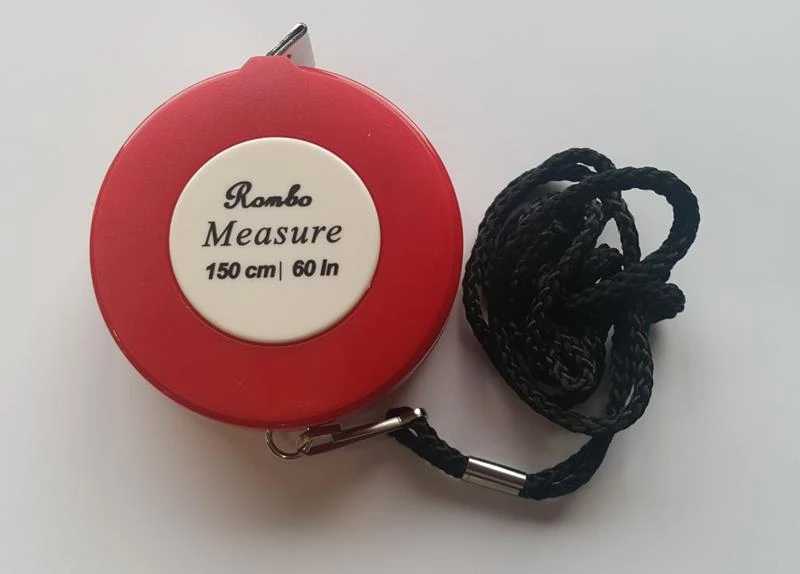 Rombo
Measure
150 cm| 60 In